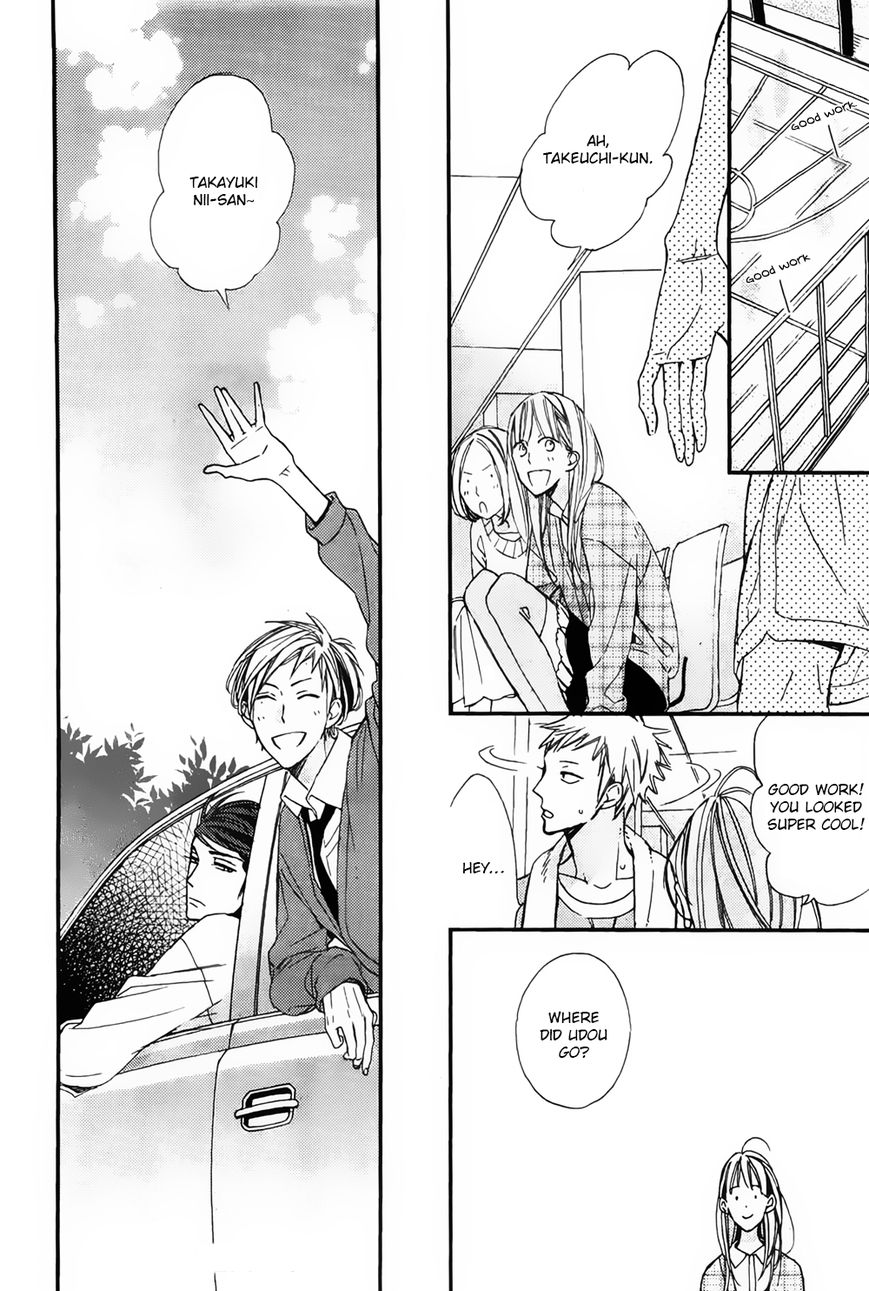 Good work
Good work
AH,
TAKEUCHI-KUN.
GOOD WORK!
YOU LOOKED
SUPER COOL!
HEY...
WHERE
DID UDOU
GO?
TAKAYUKI
NII-SAN~